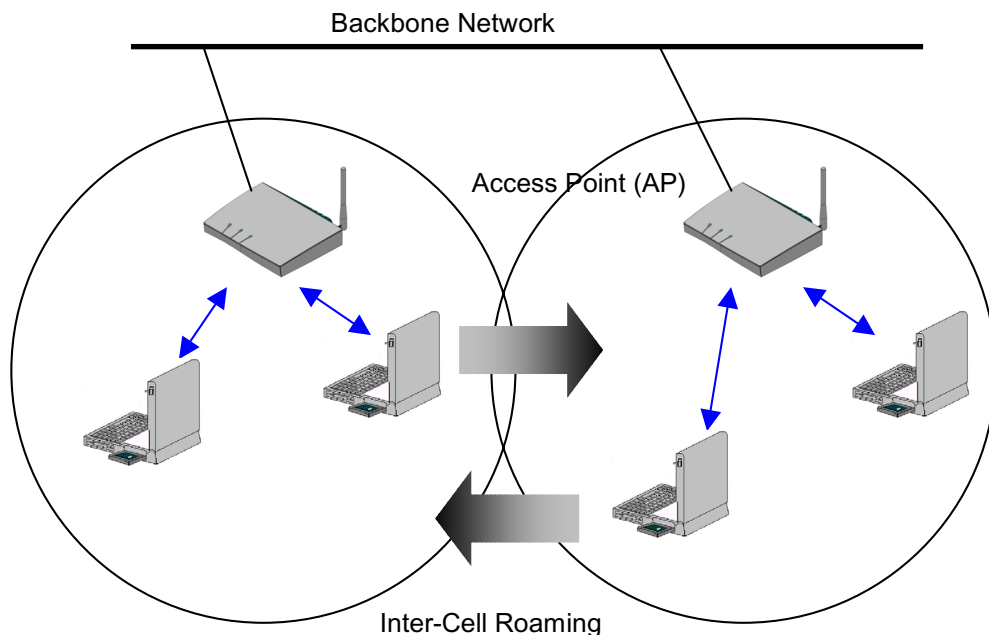 Backbone Network
Access Point (AP)
Inter-Cell Roaming